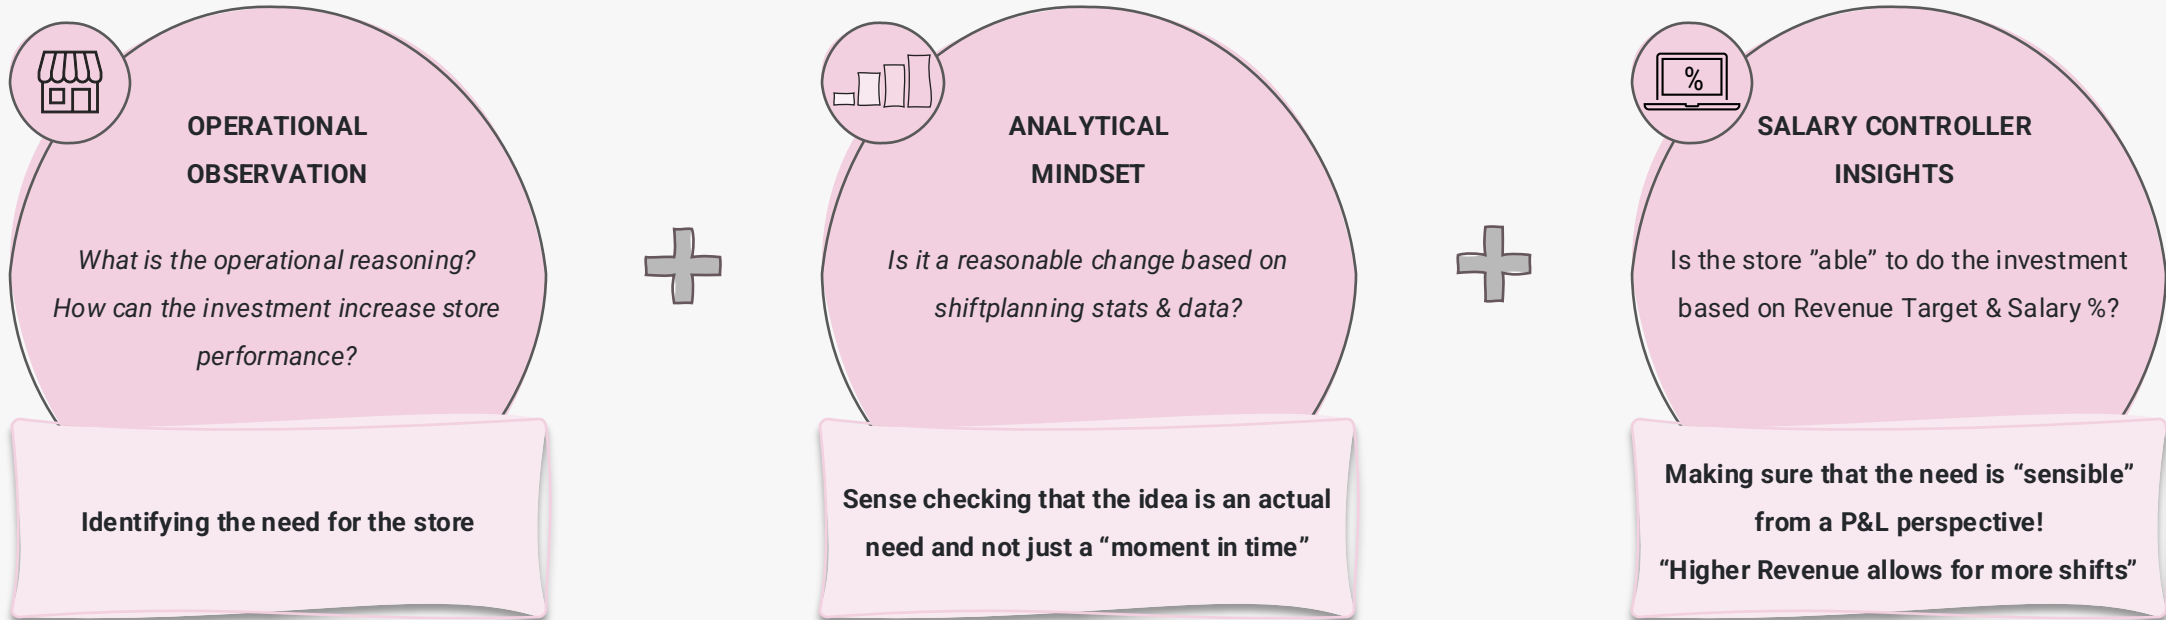 OPERATIONAL
OBSERVATION
What is the operational reasoning?
How can the investment increase store
performance?
Identifying the need for the store
ANALYTICAL
MINDSET
Is it a reasonable change based on
shiftplanning stats & data?
Sense checking that the idea is an actual
need and not just a “moment in time”
%
SALARY CONTROLLER
INSIGHTS
Is the store ”able” to do the investment
based on Revenue Target & Salary %?
Making sure that the need is “sensible”
from a P&L perspective!
“Higher Revenue allows for more shifts”